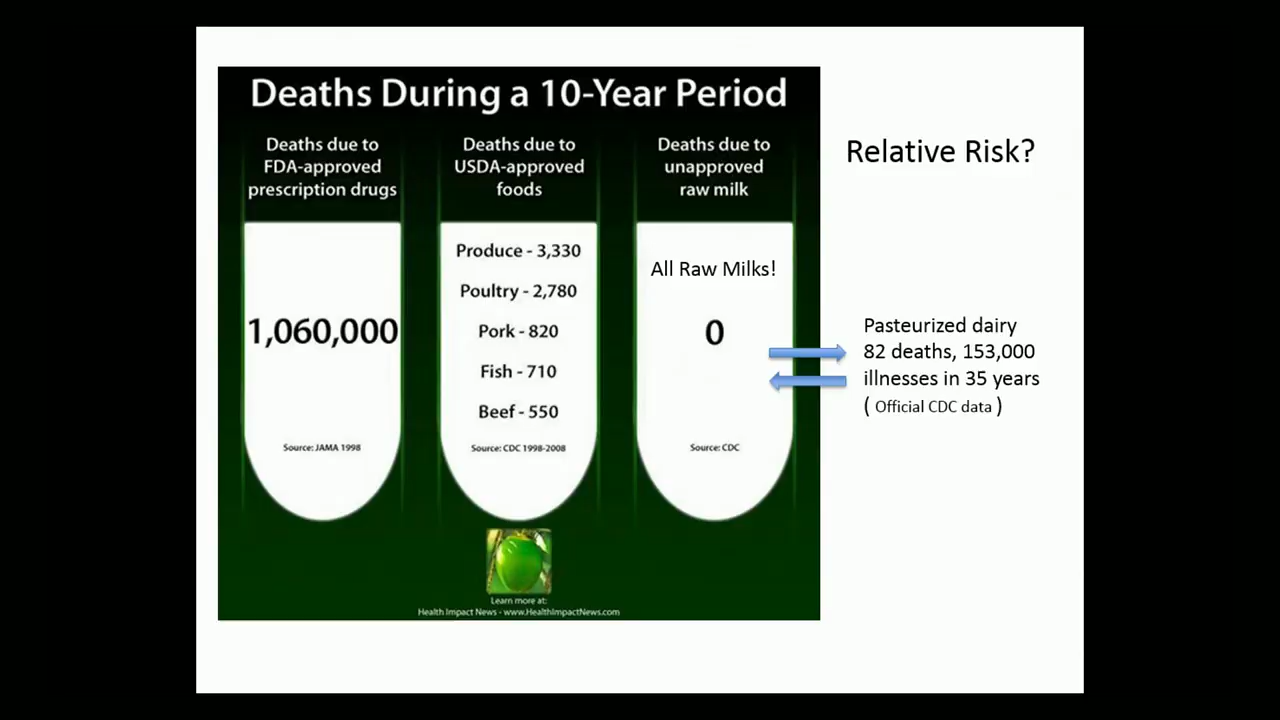 Deaths During a 10-Year Period
Deaths due to
FDA-approved
prescription drugs
1,060,000
Source: JAMA 1998
Deaths due to
USDA-approved
foods
Produce - 3,330
Poultry - 2,780
Pork - 820
Fish - 710
Beef - 550
Source: CDC 1998-2008
Deaths due to
unapproved
raw milk
All Raw Milks!
0
Source: CDC
Learn more at:
Health Impact News - www.HealthImpactNews.com
Relative Risk?
Pasteurized dairy
82 deaths, 153,000
illnesses in 35 years
( Official CDC data )